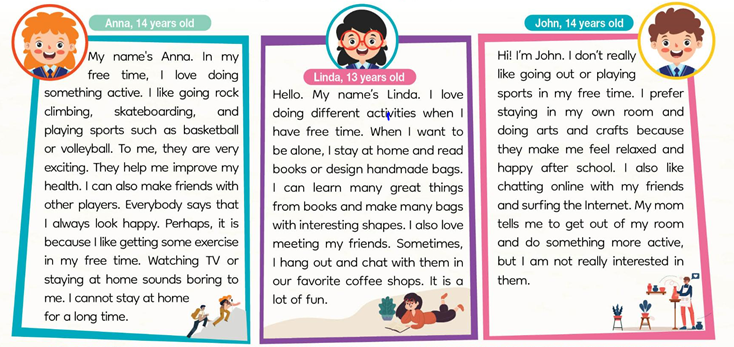 Anna, 14 years old
My name's Anna. In my
free time, I love doing
something active. I like going rock
climbing, skateboarding, and
playing sports such as basketball
or volleyball. To me, they are very
exciting. They help me improve my
health. I can also make friends with
other players. Everybody says that
I always look happy. Perhaps, it is
because I like getting some exercise
in my free time. Watching TV or
staying at home sounds boring to
me. I cannot stay at home
for a long time.
Linda, 13 years old
Hello. My name's Linda. I love
doing different activities when I
have free time. When I want to
be alone, I stay at home and read
books or design handmade bags.
I can learn many great things
from books and make many bags
with interesting shapes. I also love
meeting my friends. Sometimes,
I hang out and chat with them in
our favorite coffee shops. It is a
lot of fun.
John, 14 years old
Hi! I'm John. I don't really
like going out or playing
sports in my free time. I prefer
staying in my own room and
doing arts and crafts because
they make me feel relaxed and
happy after school. I also like
chatting online with my friends
and surfing the Internet. My mom
tells me to get out of my room
and do something more active,
but I am not really interested in
them.